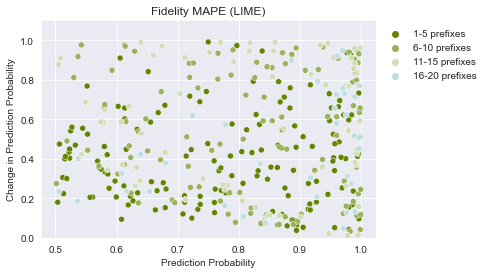 Fidelity MAPE (LIME)
1-5 prefixes
6-10 prefixes
11-15 prefixes
16-20 prefixes
Change in Prediction Probability
1.0
0.8
0.6
0.4
0.2
0.0
0.5 0.6 0.7 0.8 0.9 1.0
Prediction Probability